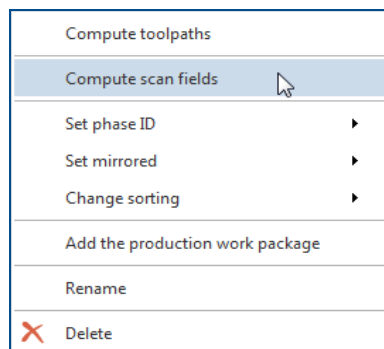 Compute toolpaths
Compute scan fields
Set phase ID
Set mirrored
Change sorting
Add the production work package
Rename
Delete